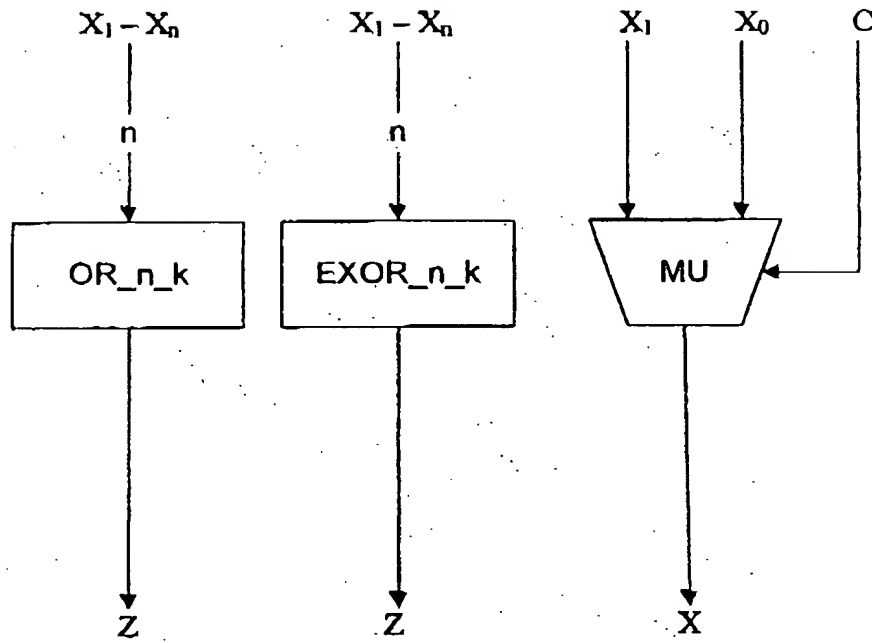 X₁ – Xₙ X₁ – Xₙ X₁ X₀ C
n n
OR_n_k EXOR_n_k MU
Z Z X